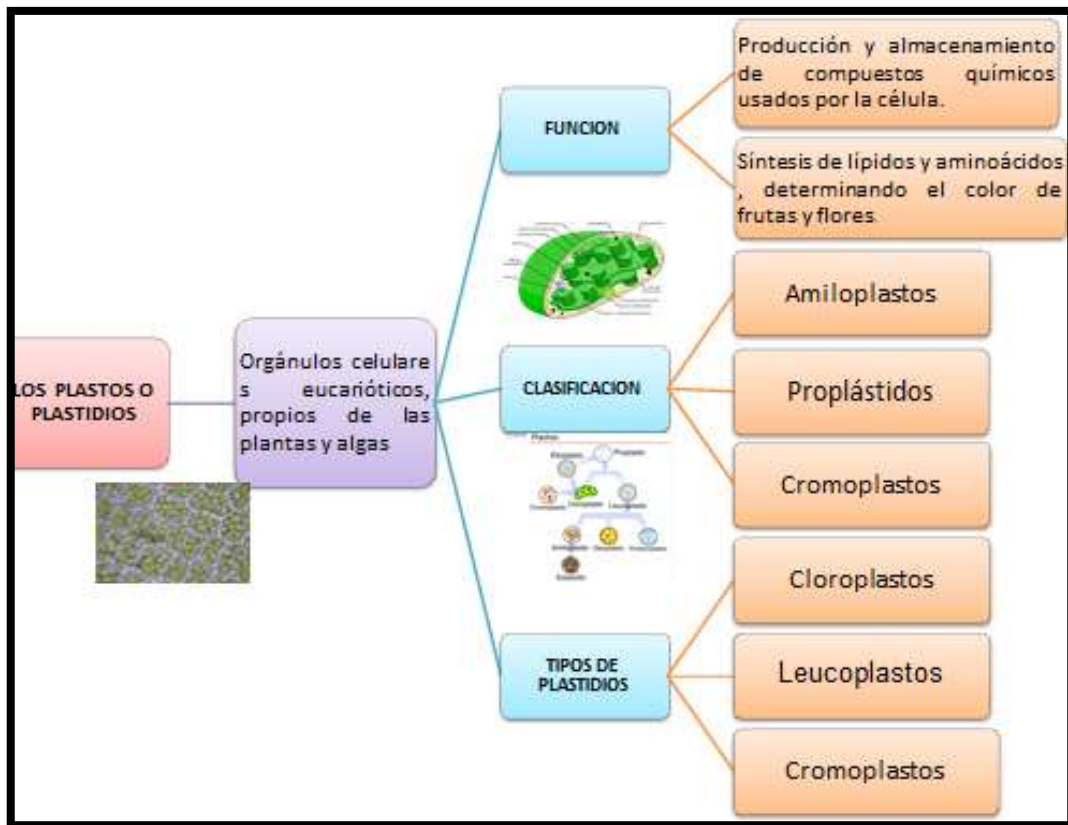 LOS PLASTOS O
PLASTIDIOS
Orgánulos celulare
s eucarióticos,
propios de las
plantas y algas
FUNCION
Producción y almacenamiento
de compuestos químicos
usados por la célula.
Síntesis de lípidos y aminoácidos
, determinando el color de
frutas y flores
CLASIFICACION
Amiloplastos
Proplástidos
Cromoplastos
TIPOS DE
PLASTIDIOS
Cloroplastos
Leucoplastos
Cromoplastos